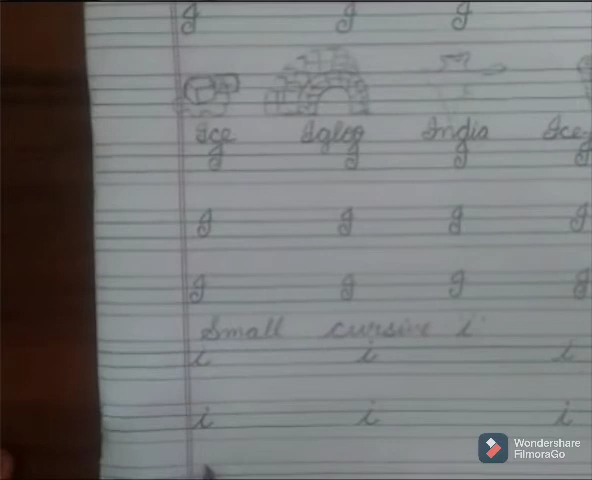 I I I
Ice Igloo India Ice-
I I I
I I I I
I I I I
Small cursive i
i i i
i i i
Wondershare
FilmoraGo